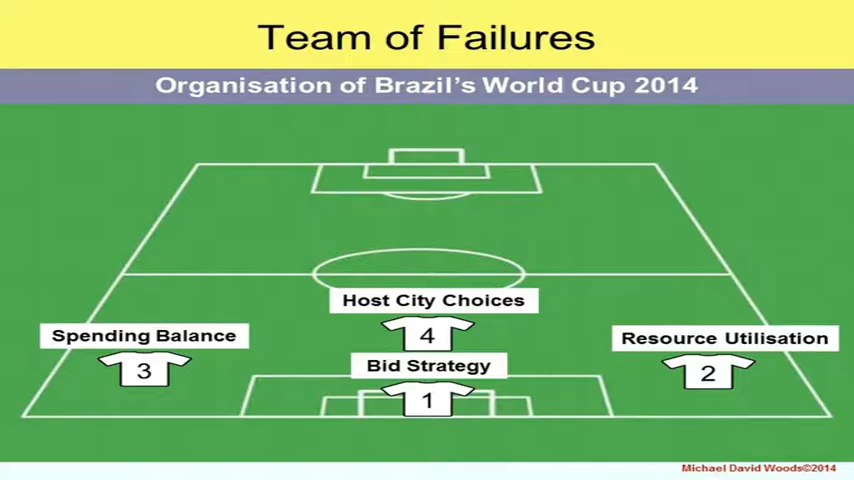 Team of Failures
Organisation of Brazil's World Cup 2014
Host City Choices
4
Spending Balance
3
Resource Utilisation
2
Bid Strategy
1
Michael David Woods©2014